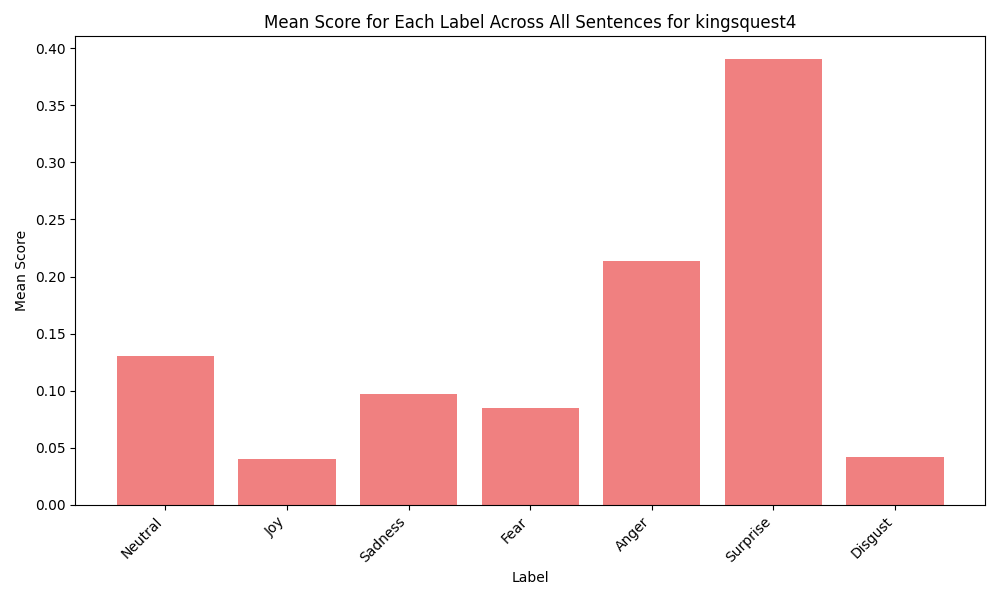 Mean Score for Each Label Across All Sentences for kingsquest4
Mean Score
0.40
0.35
0.30
0.25
0.20
0.15
0.10
0.05
0.00
Neutral
Joy
Sadness
Fear
Anger
Surprise
Disgust
Label